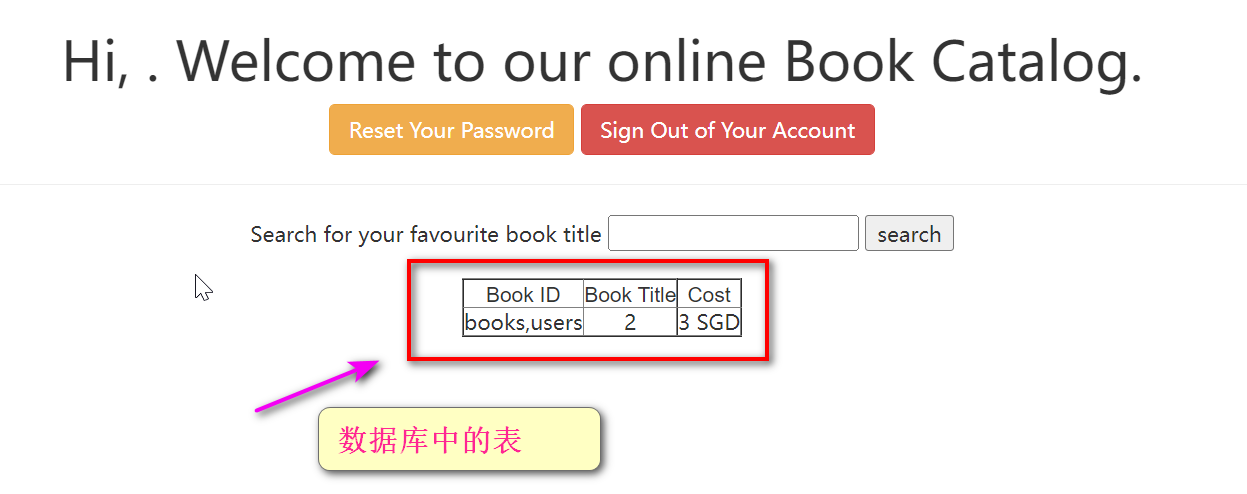 Hi, . Welcome to our online Book Catalog.
Reset Your Password Sign Out of Your Account
Search for your favourite book title search
Book ID Book Title Cost
books,users 2 3 SGD
数据库中的表